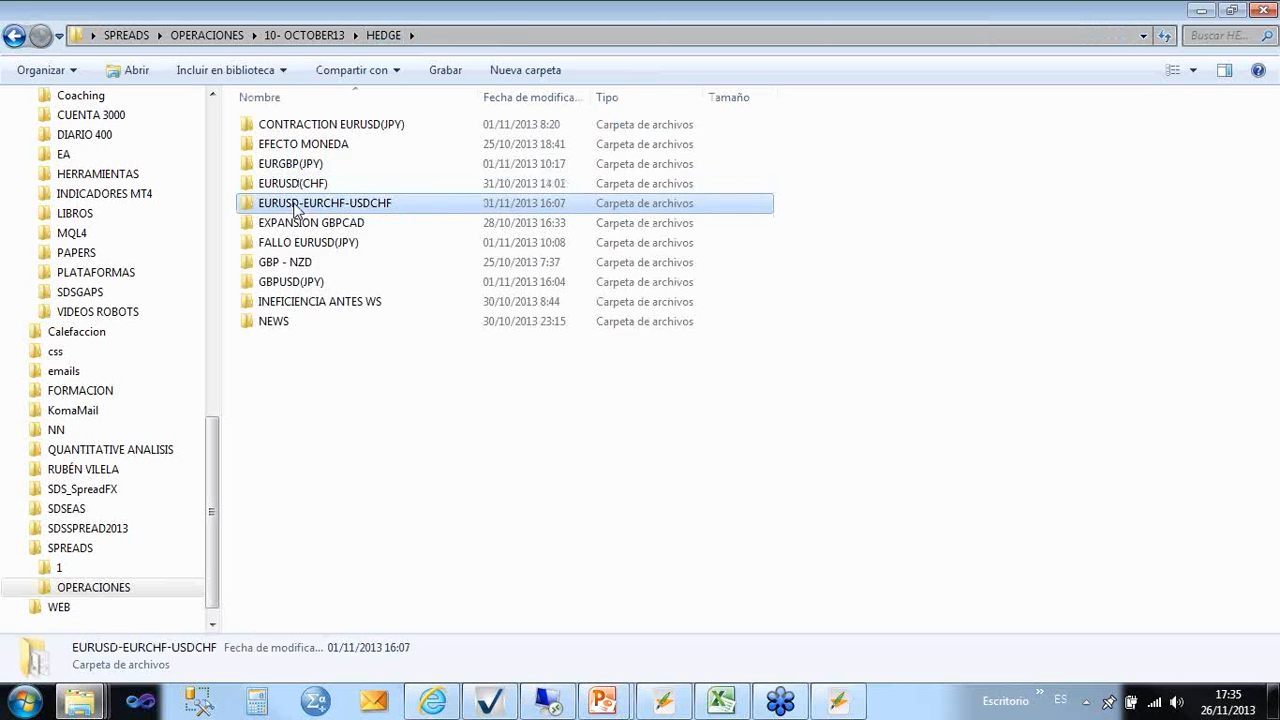 SPREADS OPERACIONES 10- OCTOBER13 HEDGE Buscar HE...
Organizar Abrir Incluir en biblioteca Compartir con Grabar Nueva carpeta
Coaching
CUENTA 3000
DIARIO 400
EA
HERRAMIENTAS
INDICADORES MT4
LIBROS
MQL4
PAPERS
PLATAFORMAS
SDSGAPS
VIDEOS ROBOTS
Calefaccion
css
emails
FORMACION
KomaMail
NN
QUANTITATIVE ANALISIS
RUBÉN VILELA
SDS_SpreadFX
SDSEAS
SDSSPREAD2013
SPREADS
1
OPERACIONES
WEB
Nombre Fecha de modifica... Tipo Tamaño
CONTRACTION EURUSD(JPY) 01/11/2013 8:20 Carpeta de archivos
EFECTO MONEDA 25/10/2013 18:41 Carpeta de archivos
EURGBP(JPY) 01/11/2013 10:17 Carpeta de archivos
EURUSD(CHF) 31/10/2013 14:01 Carpeta de archivos
EURUSD-EURCHF-USDCHF 01/11/2013 16:07 Carpeta de archivos
EXPANSION GBPCAD 28/10/2013 16:33 Carpeta de archivos
FALLO EURUSD(JPY) 01/11/2013 10:08 Carpeta de archivos
GBP - NZD 25/10/2013 7:37 Carpeta de archivos
GBPUSD(JPY) 01/11/2013 16:04 Carpeta de archivos
INEFICIENCIA ANTES WS 30/10/2013 8:44 Carpeta de archivos
NEWS 30/10/2013 23:15 Carpeta de archivos
EURUSD-EURCHF-USDCHF Fecha de modifica... 01/11/2013 16:07
Carpeta de archivos
Escritorio » ES 17:35
26/11/2013